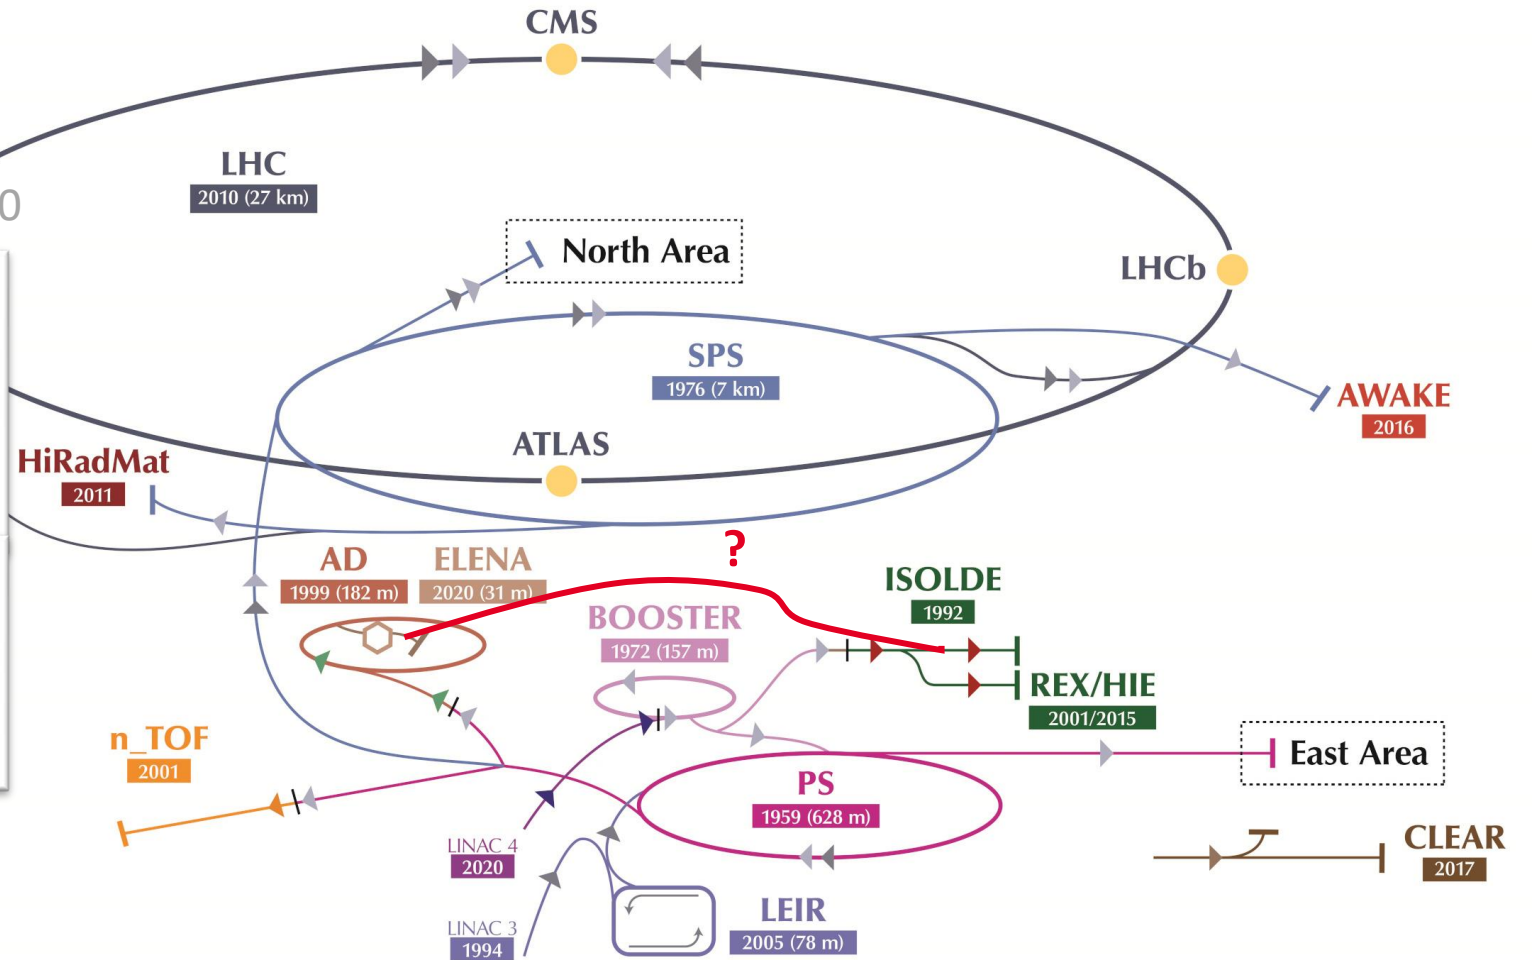 CMS
LHC
2010 (27 km)
0
North Area
LHCb
SPS
1976 (7 km)
AWAKE
2016
ATLAS
HiRadMat
2011
?
AD
1999 (182 m)
ELENA
2020 (31 m)
ISOLDE
1992
BOOSTER
1972 (157 m)
REX/HIE
2001/2015
n_TOF
2001
East Area
PS
1959 (628 m)
LINAC 4
2020
CLEAR
2017
LEIR
2005 (78 m)
LINAC 3
1994